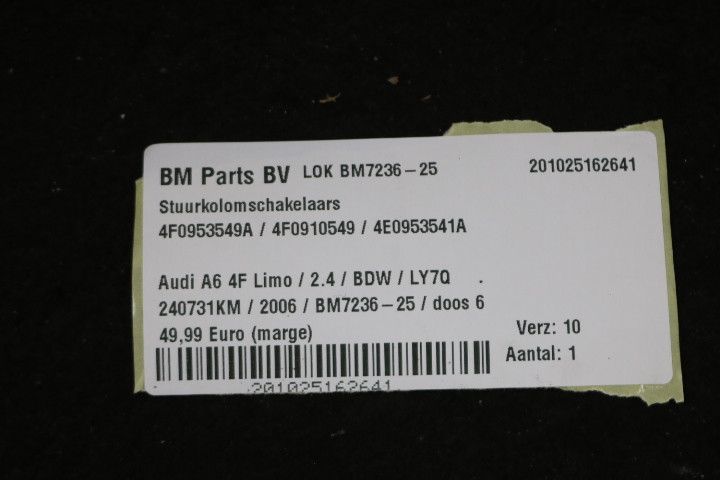 BM Parts BV LOK BM7236-25 201025162641
Stuurkolomschakelaars
4F0953549A / 4F0910549 / 4E0953541A
Audi A6 4F Limo / 2.4 / BDW / LY7Q .
240731KM / 2006 / BM7236-25 / doos 6
49,99 Euro (marge) Verz: 10
Aantal: 1
201025162641